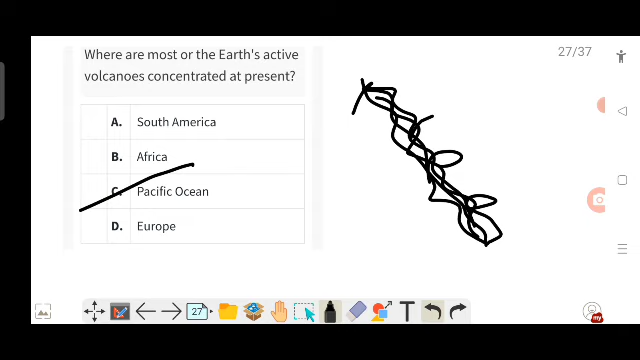 27/37
Where are most or the Earth's active
volcanoes concentrated at present?
A. South America
B. Africa
C. Pacific Ocean
D. Europe
27
T
my